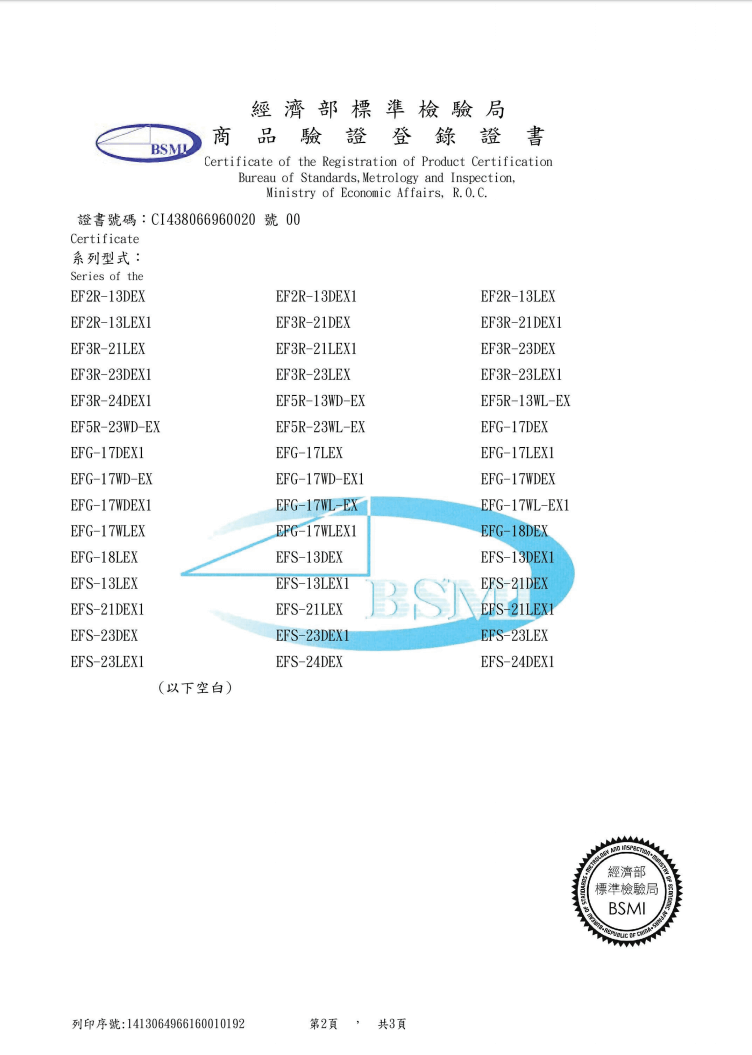 經濟部標準檢驗局
商品驗證登錄證書
BSMI
Certificate of the Registration of Product Certification
Bureau of Standards,Metrology and Inspection,
Ministry of Economic Affairs, R.O.C.
證書號碼：CI438066960020 號 00
Certificate
系列型式：
Series of the
EF2R-13DEX EF2R-13DEX1 EF2R-13LEX
EF2R-13LEX1 EF3R-21DEX EF3R-21DEX1
EF3R-21LEX EF3R-21LEX1 EF3R-23DEX
EF3R-23DEX1 EF3R-23LEX EF3R-23LEX1
EF3R-24DEX1 EF5R-13WD-EX EF5R-13WL-EX
EF5R-23WD-EX EF5R-23WL-EX EFG-17DEX
EFG-17DEX1 EFG-17LEX EFG-17LEX1
EFG-17WD-EX EFG-17WD-EX1 EFG-17WDEX
EFG-17WDEX1 EFG-17WL-EX EFG-17WL-EX1
EFG-17WLEX EFG-17WLEX1 EFG-18DEX
EFG-18LEX EFS-13DEX EFS-13DEX1
EFS-13LEX EFS-13LEX1 EFS-21DEX
EFS-21DEX1 EFS-21LEX EFS-21LEX1
EFS-23DEX EFS-23DEX1 EFS-23LEX
EFS-23LEX1 EFS-24DEX EFS-24DEX1
BSMI
(以下空白)
BUREAU OF STANDARDS•METROLOGY AND INSPECTION•MINISTRY OF ECONOMIC AFFAIRS•REPUBLIC OF CHINA•
經濟部
標準檢驗局
BSMI
列印序號:1413064966160010192 第2頁 ， 共3頁